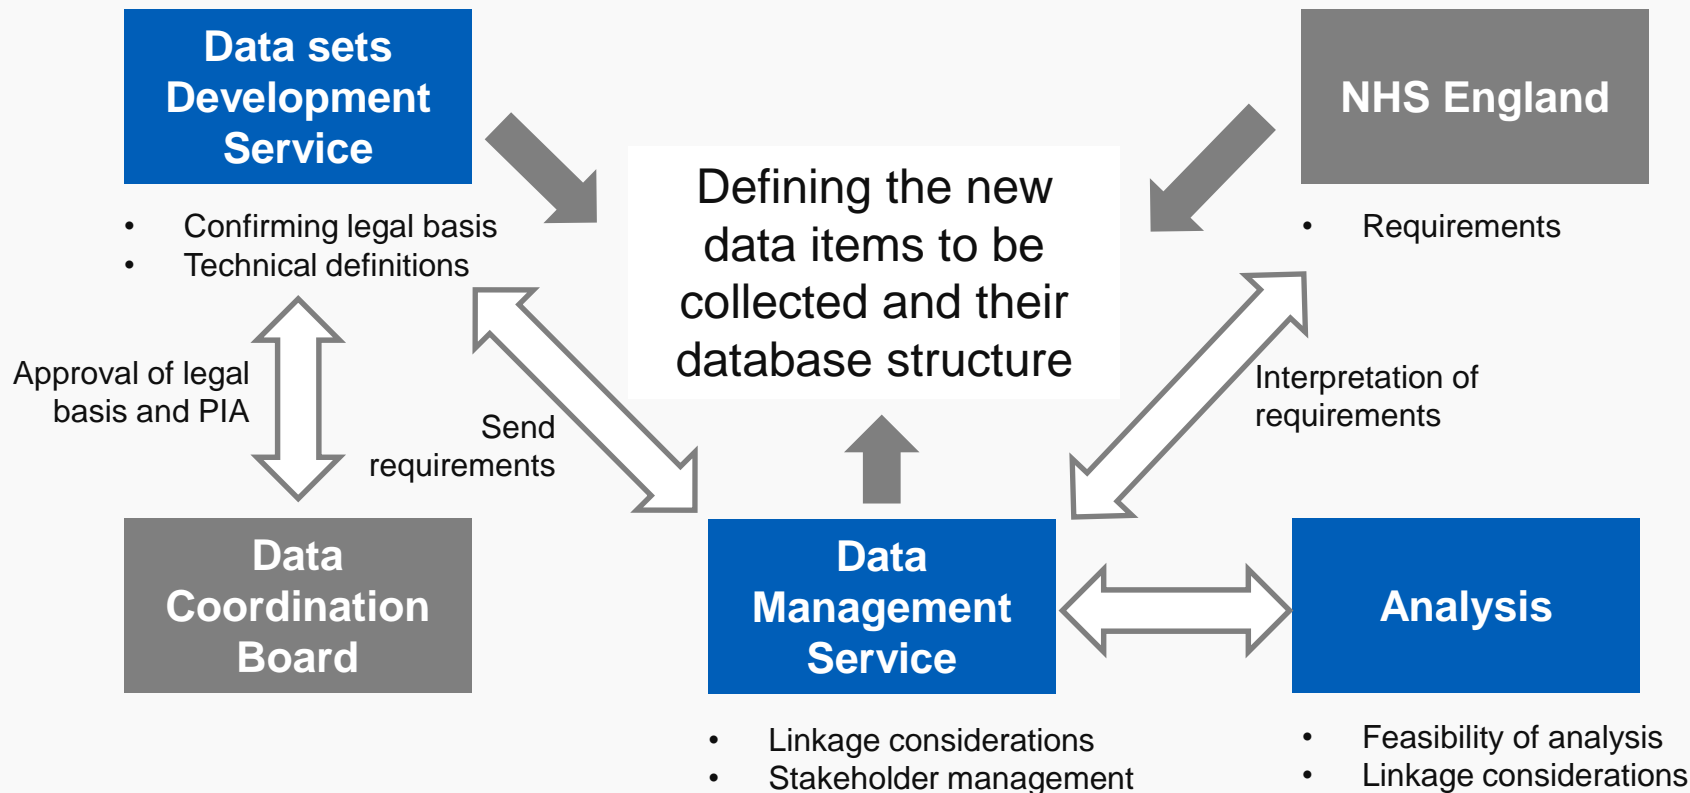 Data sets
Development
Service
NHS England
Defining the new
data items to be
collected and their
database structure
• Confirming legal basis
• Technical definitions
• Requirements
Approval of legal
basis and PIA
Send
requirements
Interpretation of
requirements
Data
Coordination
Board
Data
Management
Service
Analysis
• Linkage considerations
• Stakeholder management
• Feasibility of analysis
• Linkage considerations